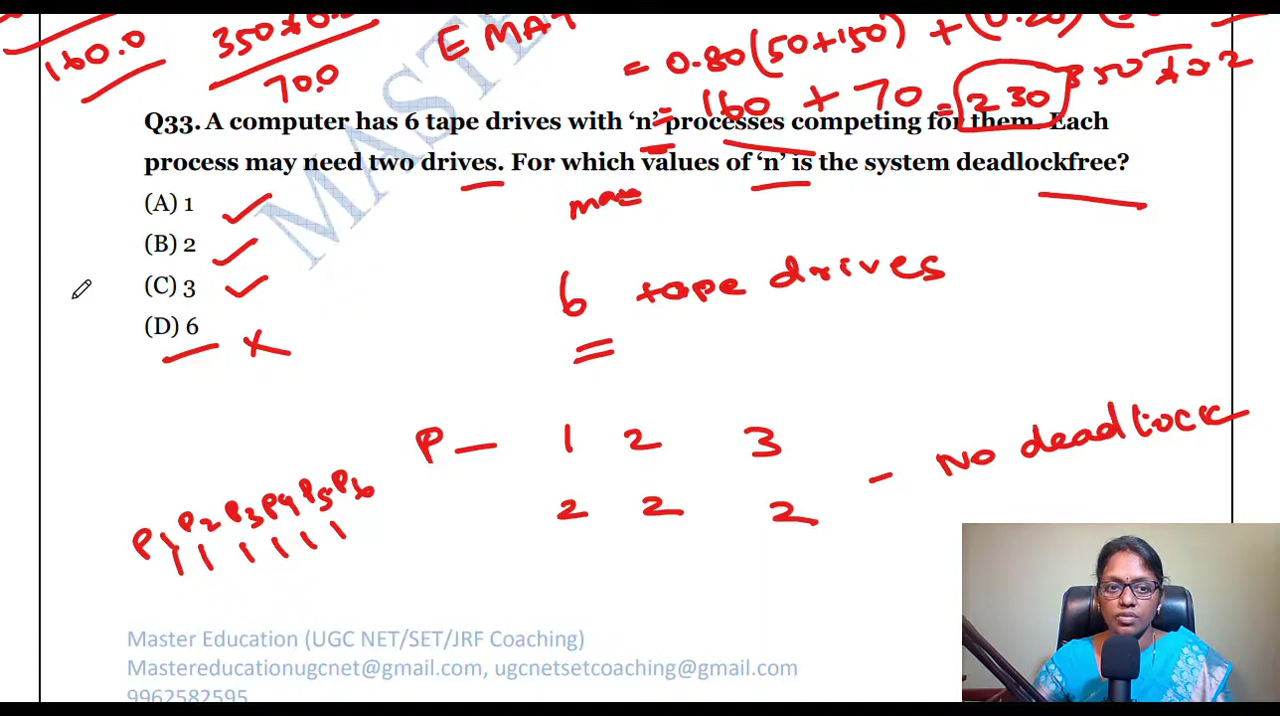 160.0
350*0.
70.0
E MAT
= 0.80(50+150) +
= 160 + 70 = 230
Q33. A computer has 6 tape drives with ‘n’ processes competing for them. Each
process may need two drives. For which values of ‘n’ is the system deadlockfree?
(A) 1
(B) 2
(C) 3
(D) 6
max
6 tape drives
P — 1 2 3
2 2 2 - No deadlock
P1 P2 P3 P4 P5 P6
1 1 1 1 1 1
MASTE
Master Education (UGC NET/SET/JRF Coaching)
Mastereducationugcnet@gmail.com, ugcnetsetcoaching@gmail.com
9962582595